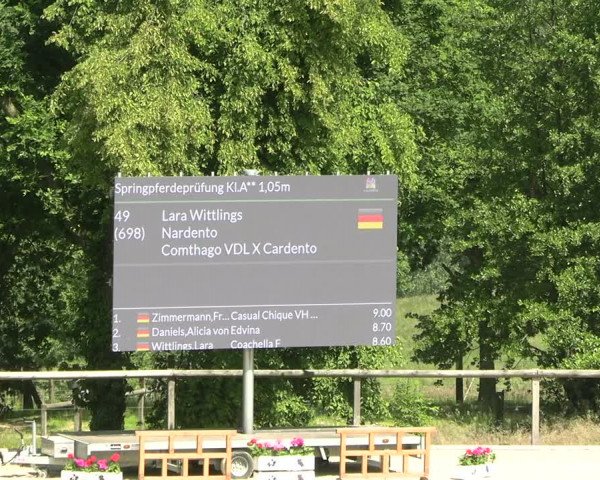 Springpferdeprüfung Kl.A** 1,05m
49 Lara Wittlings
(698) Nardento
Comthago VDL X Cardento
1. Zimmermann,Fr... Casual Chique VH ... 9.00
2. Daniels,Alicia von Edvina 8.70
3. Wittlings,Lara Coachella F 8.60